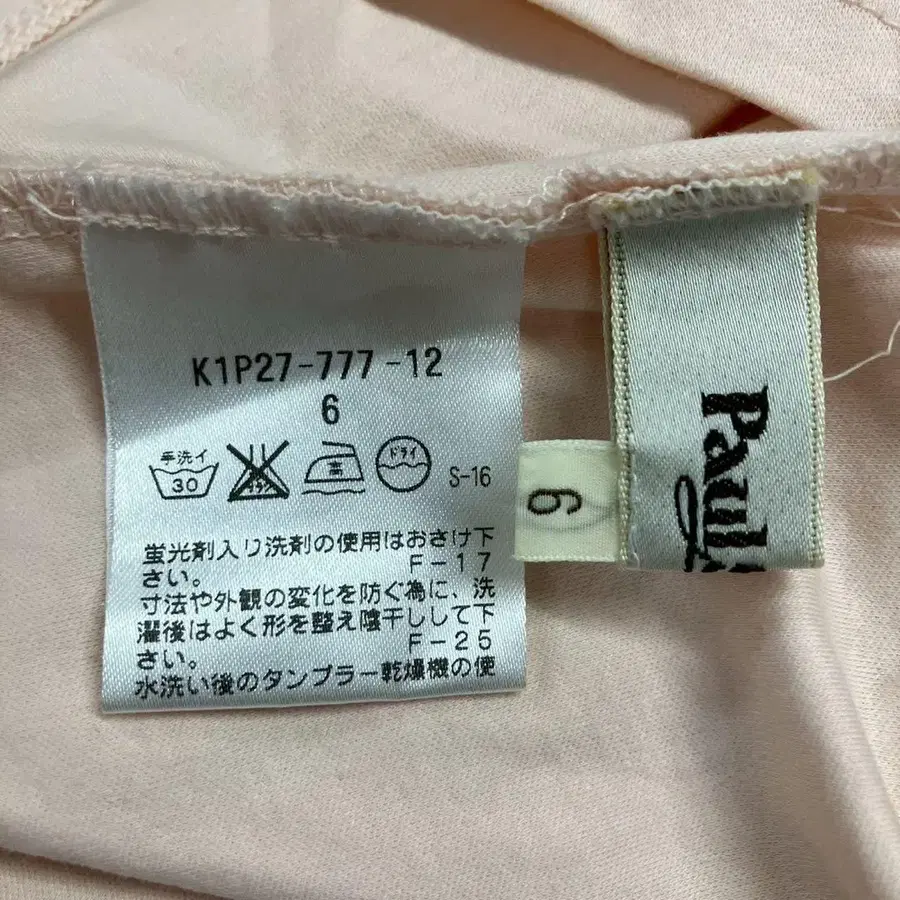 K1P27-777-12
6
手洗イ
30
高
ドライ
S-16
蛍光剤入り洗剤の使用はおさけ下
さい。 F-17
寸法や外観の変化を防ぐ為に、洗
濯後はよく形を整え陰干しして下
さい。 F-25
水洗い後のタンブラー乾燥機の使
6
Paul